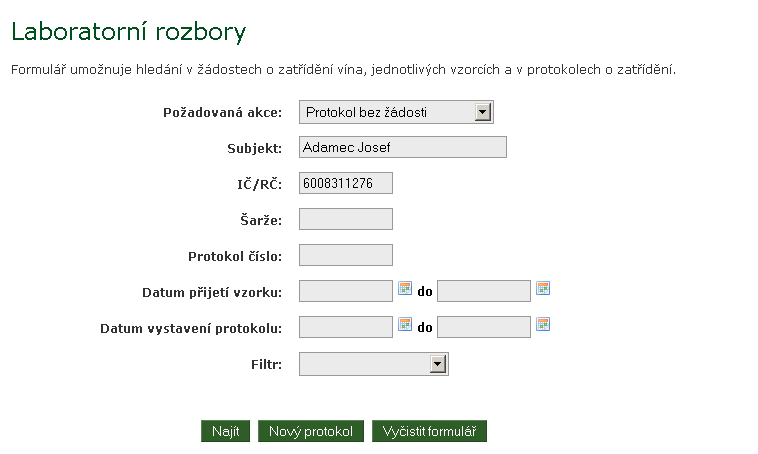 Laboratorní rozbory
Formulář umožnuje hledání v žádostech o zatřídění vína, jednotlivých vzorcích a v protokolech o zatřídění.
Požadovaná akce: Protokol bez žádosti
Subjekt: Adamec Josef
IČ/RČ: 6008311276
Šarže:
Protokol číslo:
Datum přijetí vzorku: do
Datum vystavení protokolu: do
Filtr:
Najít Nový protokol Vyčistit formulář